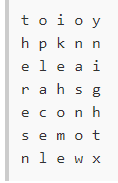 t o i o y
h p k n n
e l e a i
r a h s g
e c o n h
s e m o t
n l e w x